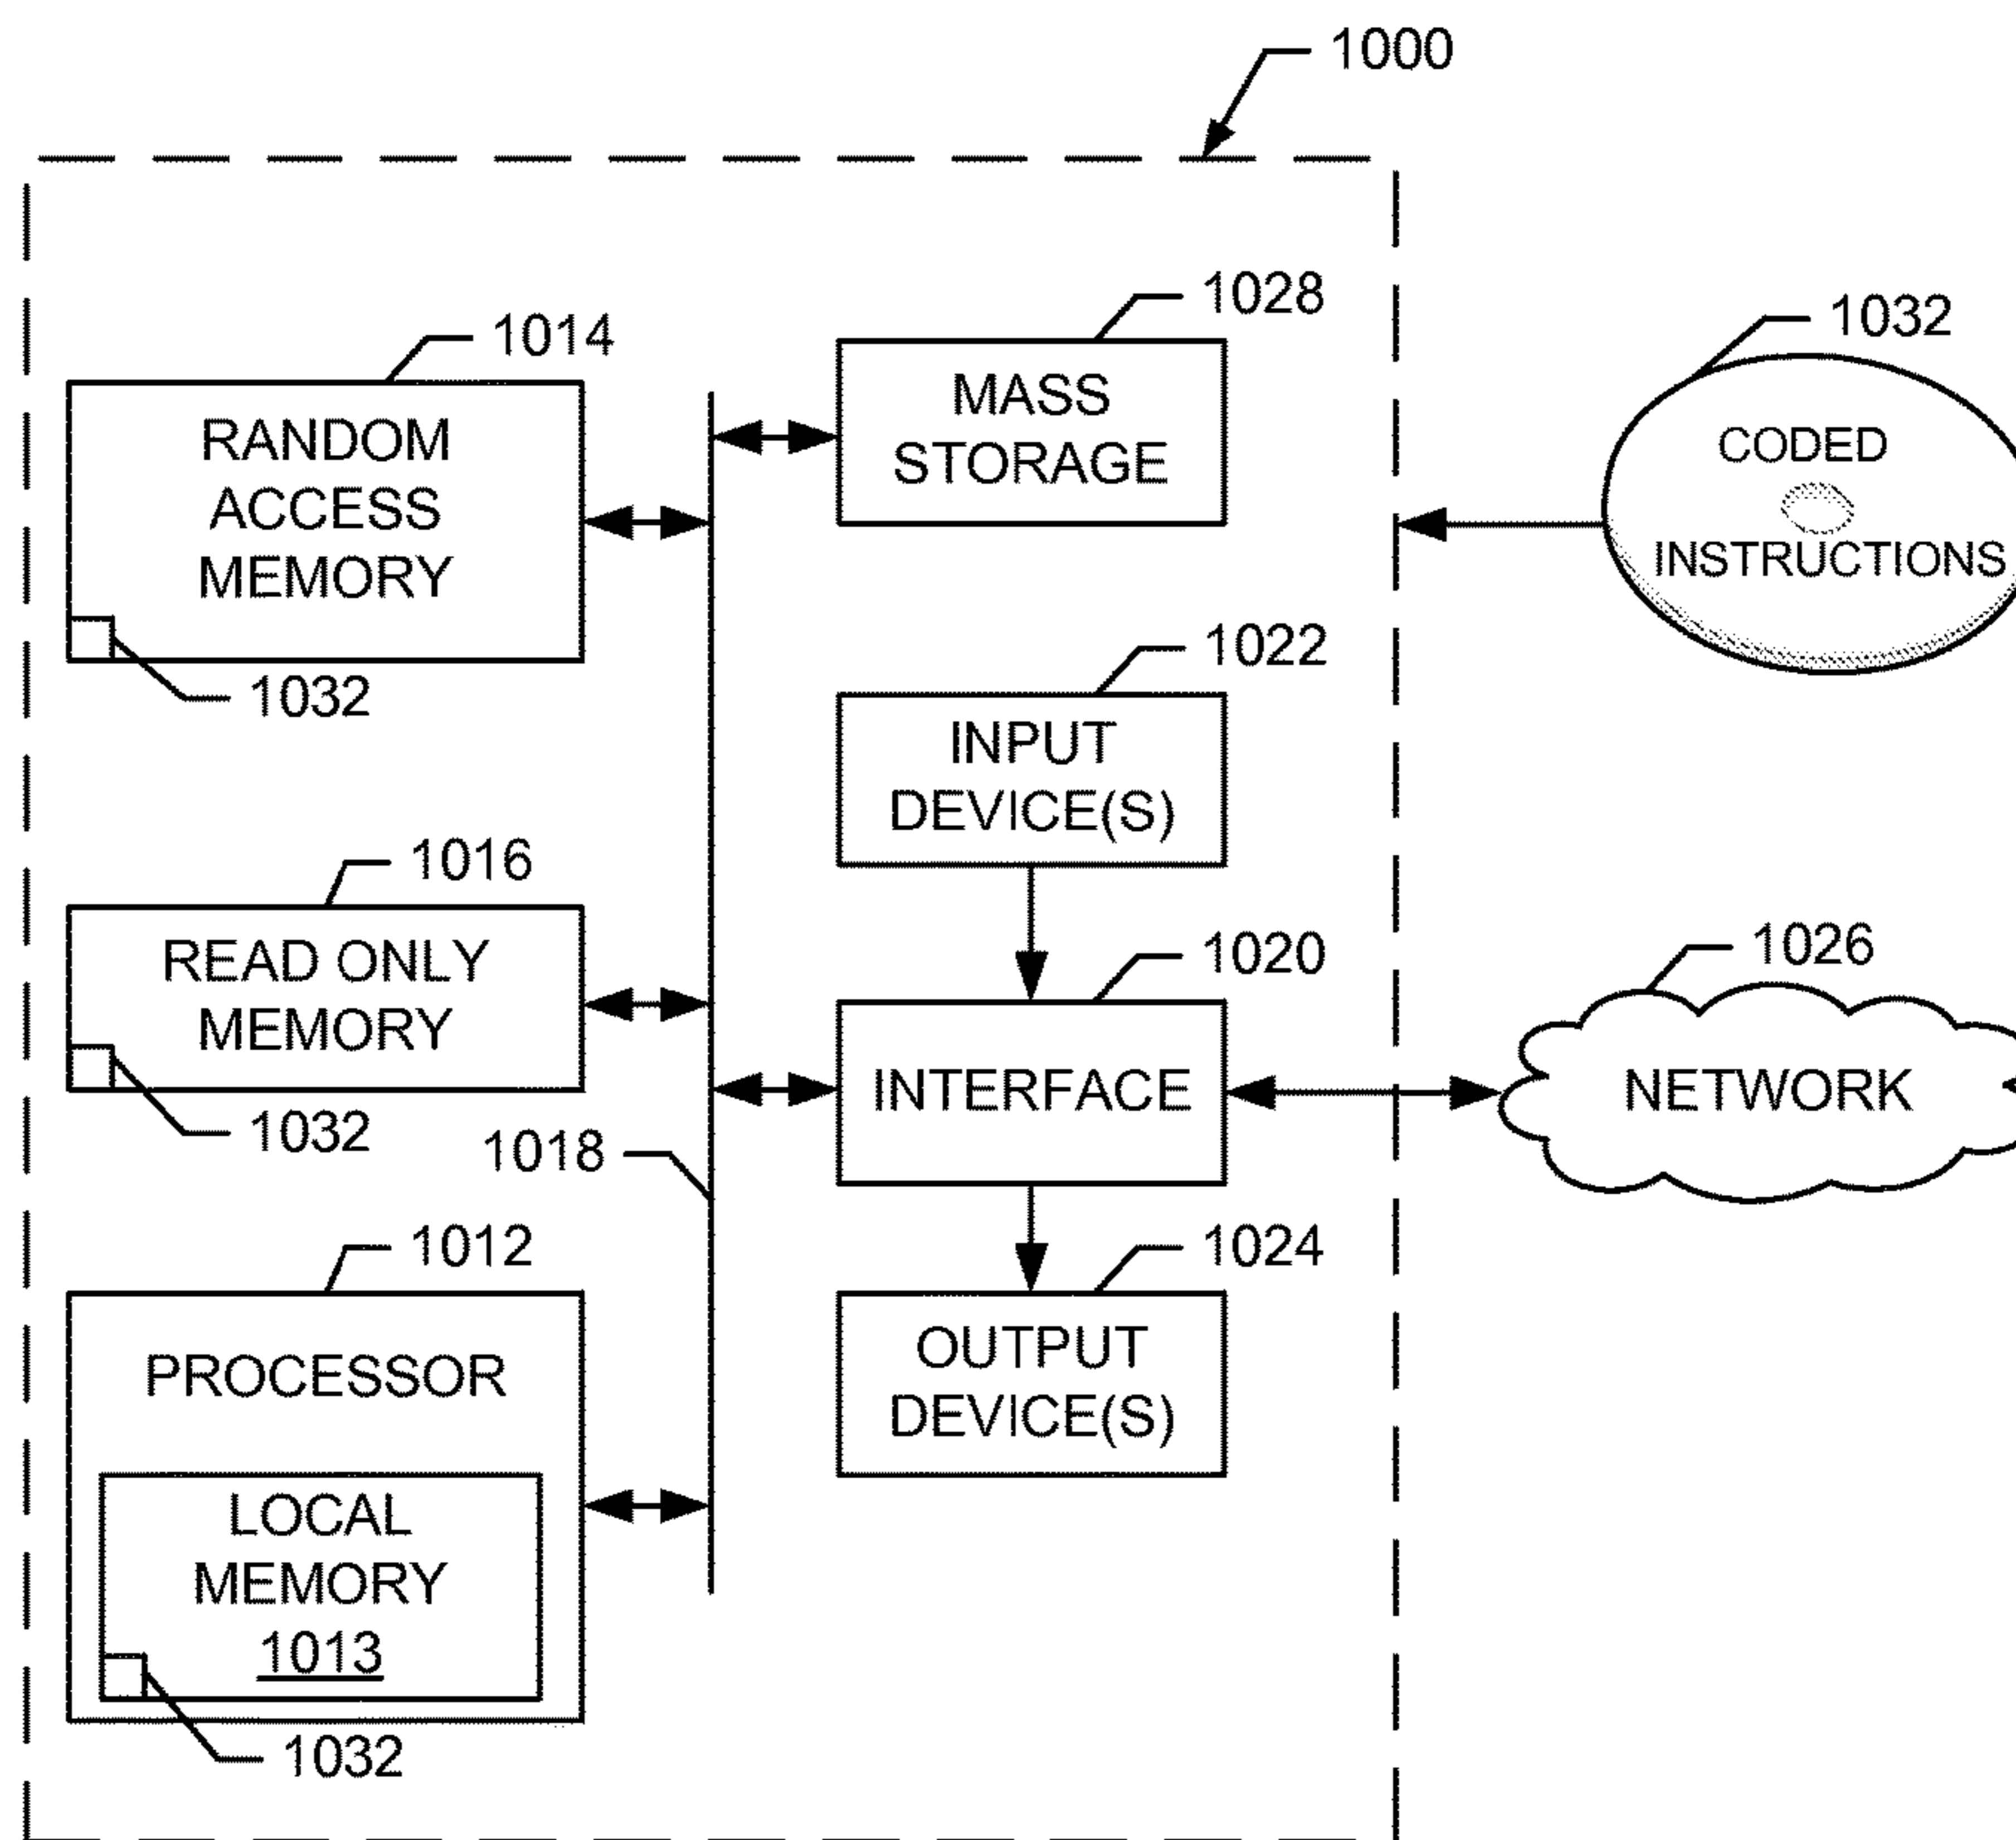 1000
1028
1014
MASS
STORAGE
1032
RANDOM
ACCESS
MEMORY
CODED
INSTRUCTIONS
1032
1022
INPUT
DEVICE(S)
1016
READ ONLY
MEMORY
1032
1020
INTERFACE
1026
NETWORK
1018
1012
PROCESSOR
1024
OUTPUT
DEVICE(S)
LOCAL
MEMORY
1013
1032